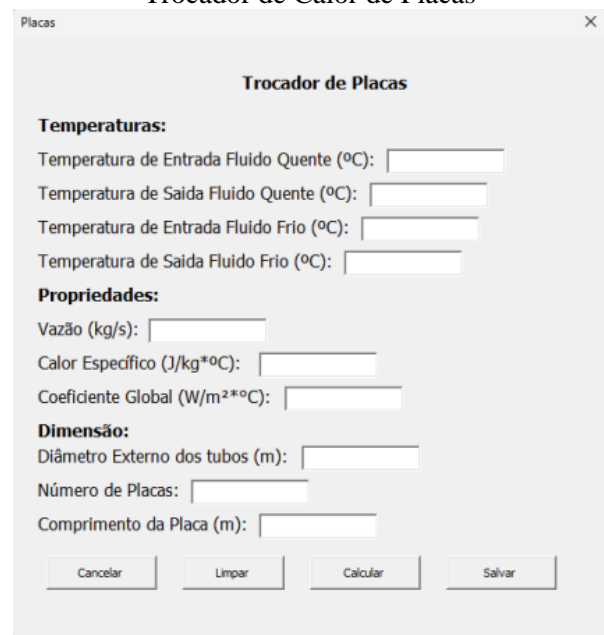 Trocador de Calor de Placas
Placas
Trocador de Placas
Temperaturas:
Temperatura de Entrada Fluido Quente (ºC):
Temperatura de Saida Fluido Quente (ºC):
Temperatura de Entrada Fluido Frio (ºC):
Temperatura de Saida Fluido Frio (ºC):
Propriedades:
Vazão (kg/s):
Calor Específico (J/kg*ºC):
Coeficiente Global (W/m²*ºC):
Dimensão:
Diâmetro Externo dos tubos (m):
Número de Placas:
Comprimento da Placa (m):
Cancelar Limpar Calcular Salvar